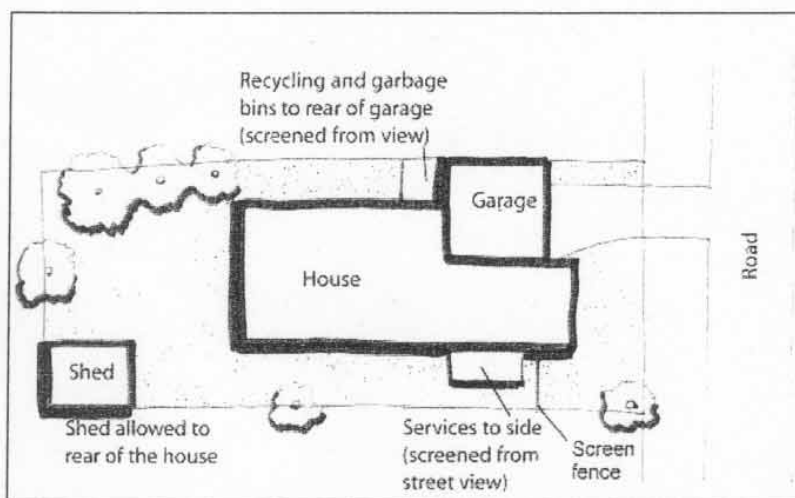 Recycling and garbage
bins to rear of garage
(screened from view)
Garage
Road
House
Shed
Shed allowed to
rear of the house
Services to side
(screened from
street view)
Screen
fence